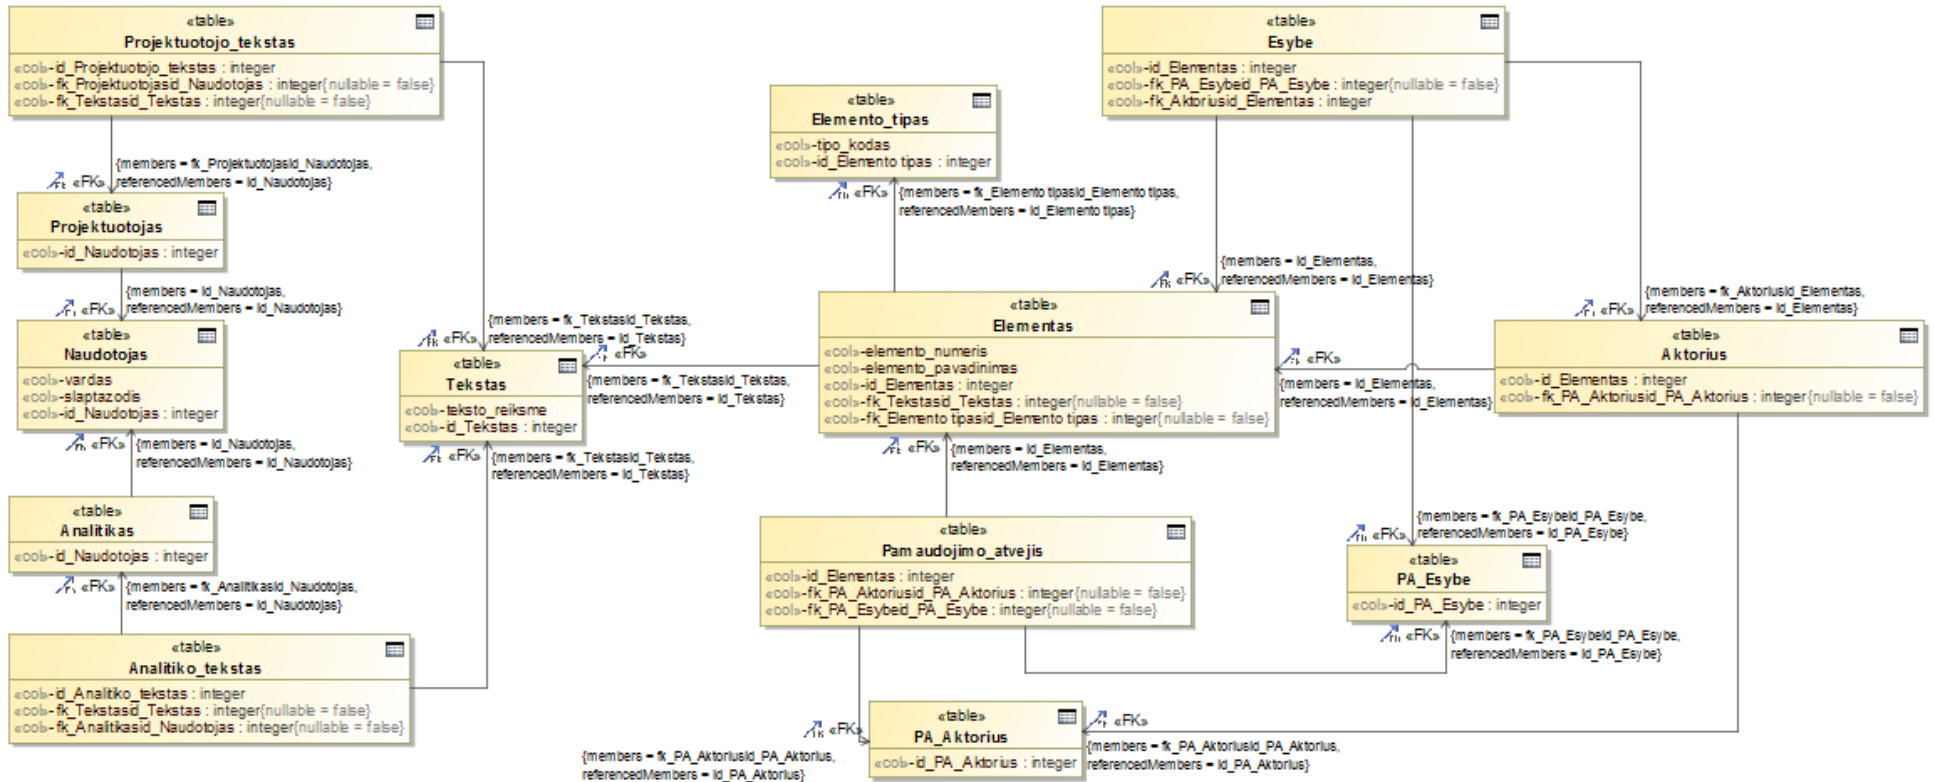 «table»
Projektuotojo_tekstas
«col»-id_Projektuotojo_tekstas : integer
«col»-fk_Projektuotojasid_Naudotojas : integer{nullable = false}
«col»-fk_Tekstasid_Tekstas : integer{nullable = false}
«table»
Esybe
«col»-id_Elementas : integer
«col»-fk_PA_Esybeid_PA_Esybe : integer{nullable = false}
«col»-fk_Aktoriusid_Elementas : integer
«table»
Elemento_tipas
«col»-tipo_kodas
«col»-id_Elemento tipas : integer
{members = fk_Projektuotojasid_Naudotojas,
referencedMembers = id_Naudotojas}
«FK»
«FK»
{members = fk_Elemento tipasid_Elemento tipas,
referencedMembers = id_Elemento tipas}
«table»
Projektuotojas
«col»-id_Naudotojas : integer
{members = id_Naudotojas,
referencedMembers = id_Naudotojas}
«FK»
{members = id_Elementas,
referencedMembers = id_Elementas}
«FK»
{members = fk_Aktoriusid_Elementas,
referencedMembers = id_Elementas}
«FK»
«table»
Naudotojas
«col»-vardas
«col»-slaptazodis
«col»-id_Naudotojas : integer
{members = fk_Tekstasid_Tekstas,
referencedMembers = id_Tekstas}
«FK»
«FK»
{members = fk_Tekstasid_Tekstas,
referencedMembers = id_Tekstas}
«table»
Tekstas
«col»-teksto_reiksme
«col»-id_Tekstas : integer
«table»
Elementas
«col»-elemento_numeris
«col»-elemento_pavadinimas
«col»-id_Elementas : integer
«col»-fk_Tekstasid_Tekstas : integer{nullable = false}
«col»-fk_Elemento tipasid_Elemento tipas : integer{nullable = false}
«FK»
{members = id_Elementas,
referencedMembers = id_Elementas}
«table»
Aktorius
«col»-id_Elementas : integer
«col»-fk_PA_Aktoriusid_PA_Aktorius : integer{nullable = false}
«FK»
{members = id_Naudotojas,
referencedMembers = id_Naudotojas}
«FK»
{members = fk_Tekstasid_Tekstas,
referencedMembers = id_Tekstas}
«FK»
{members = id_Elementas,
referencedMembers = id_Elementas}
«table»
Analitikas
«col»-id_Naudotojas : integer
«FK»
{members = fk_Analitikasid_Naudotojas,
referencedMembers = id_Naudotojas}
«table»
Pamaudojimo_atvejis
«col»-id_Elementas : integer
«col»-fk_PA_Aktoriusid_PA_Aktorius : integer{nullable = false}
«col»-fk_PA_Esybeid_PA_Esybe : integer{nullable = false}
{members = fk_PA_Esybeid_PA_Esybe,
referencedMembers = id_PA_Esybe}
«FK»
«table»
PA_Esybe
«col»-id_PA_Esybe : integer
«FK»
{members = fk_PA_Esybeid_PA_Esybe,
referencedMembers = id_PA_Esybe}
«table»
Analitiko_tekstas
«col»-id_Analitiko_tekstas : integer
«col»-fk_Tekstasid_Tekstas : integer{nullable = false}
«col»-fk_Analitikasid_Naudotojas : integer{nullable = false}
«FK»
{members = fk_PA_Aktoriusid_PA_Aktorius,
referencedMembers = id_PA_Aktorius}
«table»
PA_Aktorius
«col»-id_PA_Aktorius : integer
«FK»
{members = fk_PA_Aktoriusid_PA_Aktorius,
referencedMembers = id_PA_Aktorius}